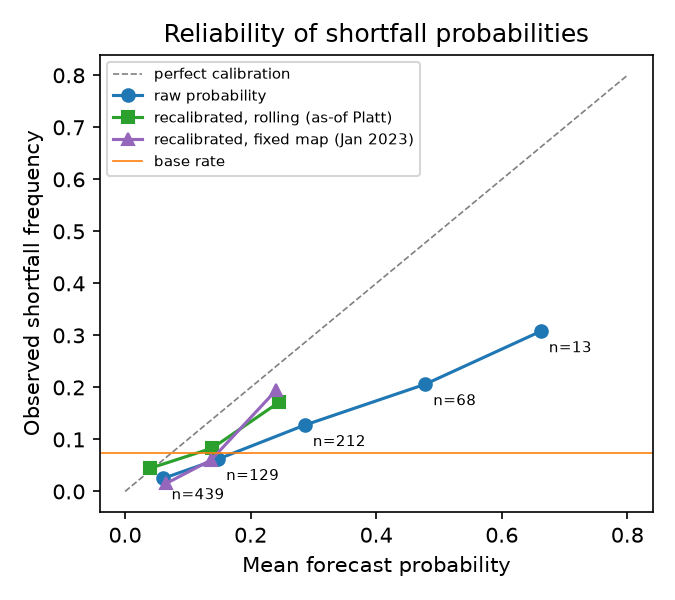 Reliability of shortfall probabilities
perfect calibration
raw probability
recalibrated, rolling (as-of Platt)
recalibrated, fixed map (Jan 2023)
base rate
Observed shortfall frequency
0.8
0.7
0.6
0.5
0.4
0.3
0.2
0.1
0.0
n=13
n=68
n=212
n=129
n=439
0.0 0.2 0.4 0.6 0.8
Mean forecast probability